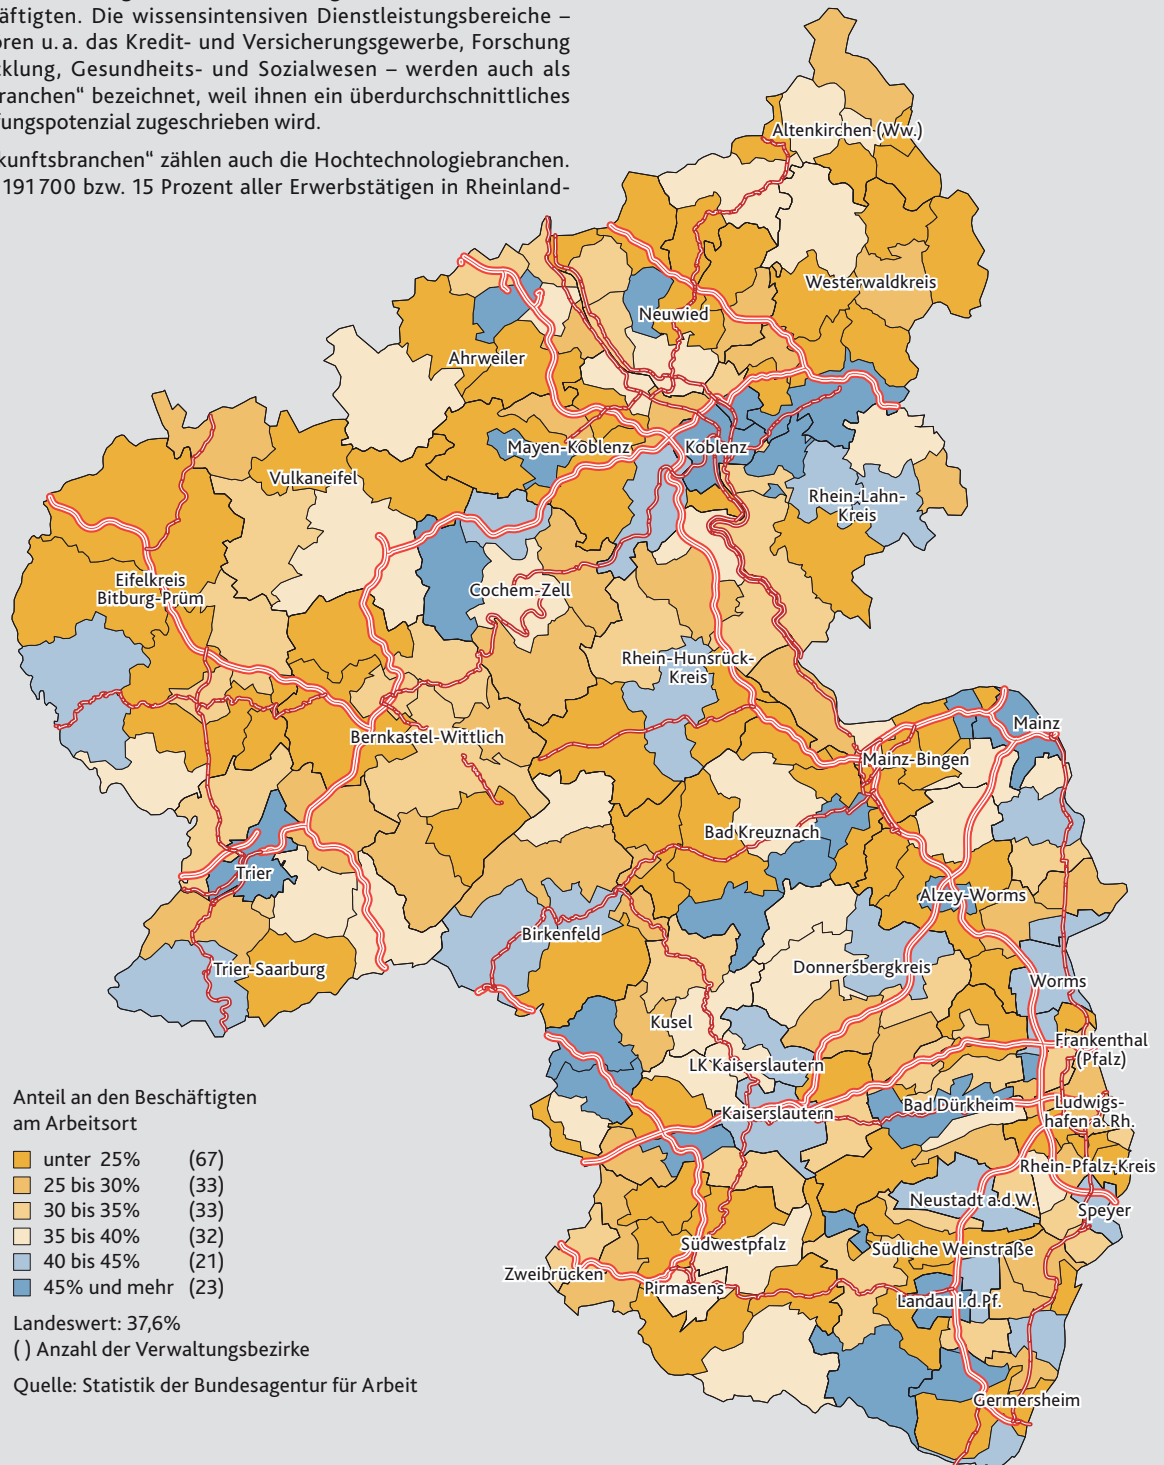 äftigten. Die wissensintensiven Dienstleistungsbereiche –
oren u. a. das Kredit- und Versicherungsgewerbe, Forschung
cklung, Gesundheits- und Sozialwesen – werden auch als
ranchen“ bezeichnet, weil ihnen ein überdurchschnittliches
fungspotenzial zugeschrieben wird.
kunftsbranchen“ zählen auch die Hochtechnologiebranchen.
191 700 bzw. 15 Prozent aller Erwerbstätigen in Rheinland-
Altenkirchen (Ww.)
Westerwaldkreis
Neuwied
Ahrweiler
Mayen-Koblenz
Koblenz
Vulkaneifel
Rhein-Lahn-
Kreis
Eifelkreis
Bitburg-Prüm
Cochem-Zell
Rhein-Hunsrück-
Kreis
Mainz
Bernkastel-Wittlich
Mainz-Bingen
Bad Kreuznach
Trier
Alzey-Worms
Birkenfeld
Trier-Saarburg
Donnersbergkreis
Worms
Kusel
Frankenthal
(Pfalz)
LK Kaiserslautern
Kaiserslautern
Bad Dürkheim
Ludwigs-
hafen a. Rh.
Rhein-Pfalz-Kreis
Neustadt a.d.W.
Speyer
Südwestpfalz
Südliche Weinstraße
Zweibrücken
Pirmasens
Landau i.d.Pf.
Germersheim
Anteil an den Beschäftigten
am Arbeitsort
unter 25% (67)
25 bis 30% (33)
30 bis 35% (33)
35 bis 40% (32)
40 bis 45% (21)
45% und mehr (23)
Landeswert: 37,6%
( ) Anzahl der Verwaltungsbezirke
Quelle: Statistik der Bundesagentur für Arbeit